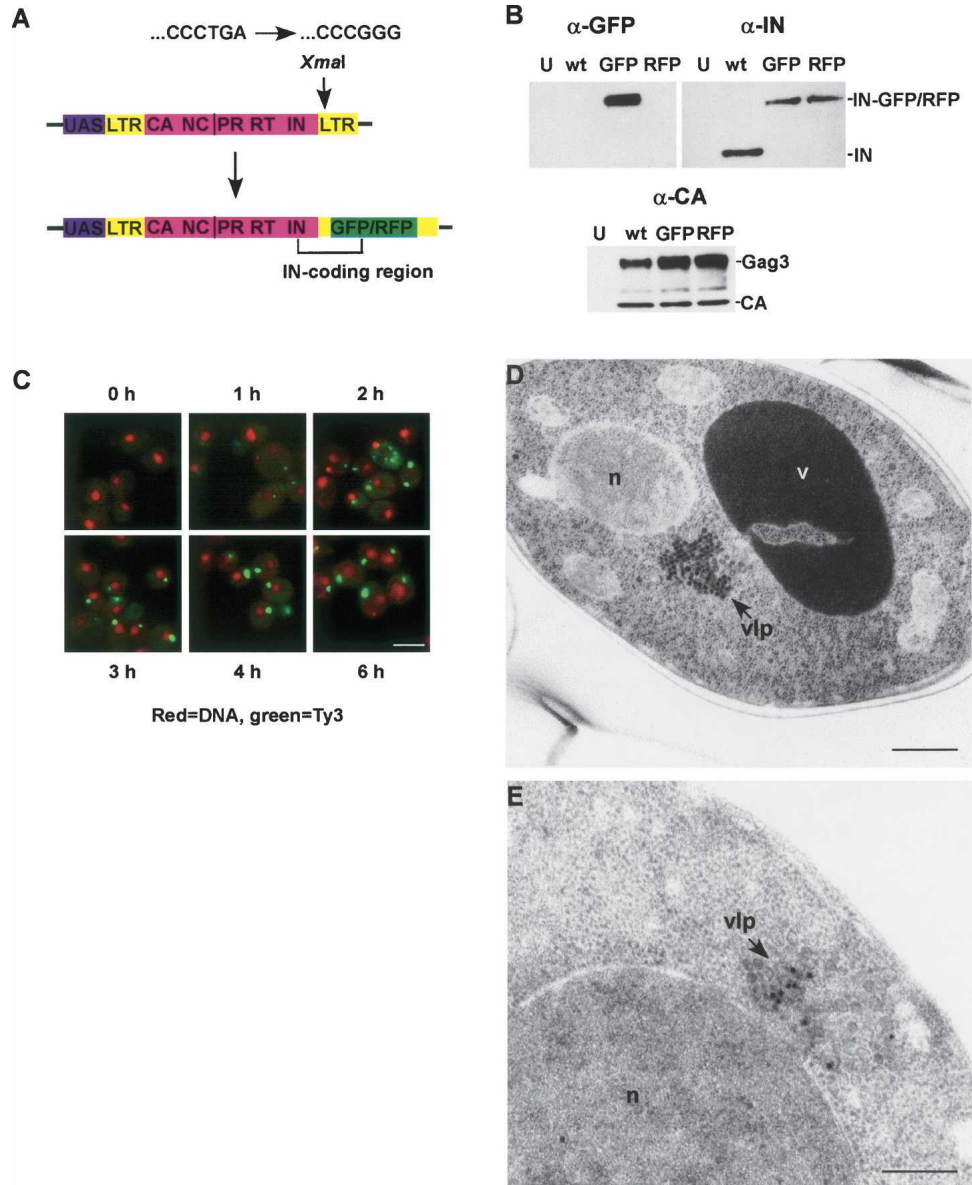 A
...CCCTGA → ...CCCGGG
XmaI
UAS LTR CA NC PR RT IN LTR
UAS LTR CA NC PR RT IN GFP/RFP
IN-coding region
B
α-GFP
α-IN
U wt GFP RFP
U wt GFP RFP
-IN-GFP/RFP
-IN
α-CA
U wt GFP RFP
-Gag3
-CA
C
0 h 1 h 2 h
3 h 4 h 6 h
Red=DNA, green=Ty3
D
n
v
vlp
E
vlp
n